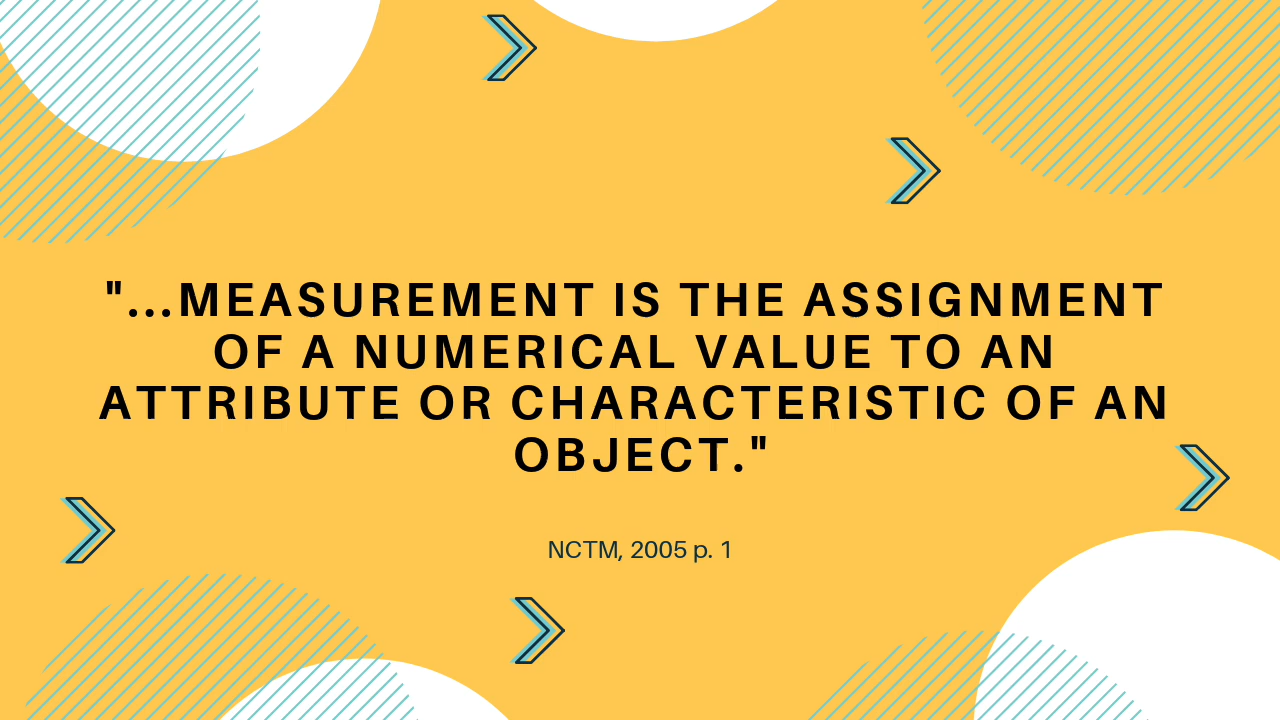 "...MEASUREMENT IS THE ASSIGNMENT
OF A NUMERICAL VALUE TO AN
ATTRIBUTE OR CHARACTERISTIC OF AN
OBJECT."
NCTM, 2005 p. 1